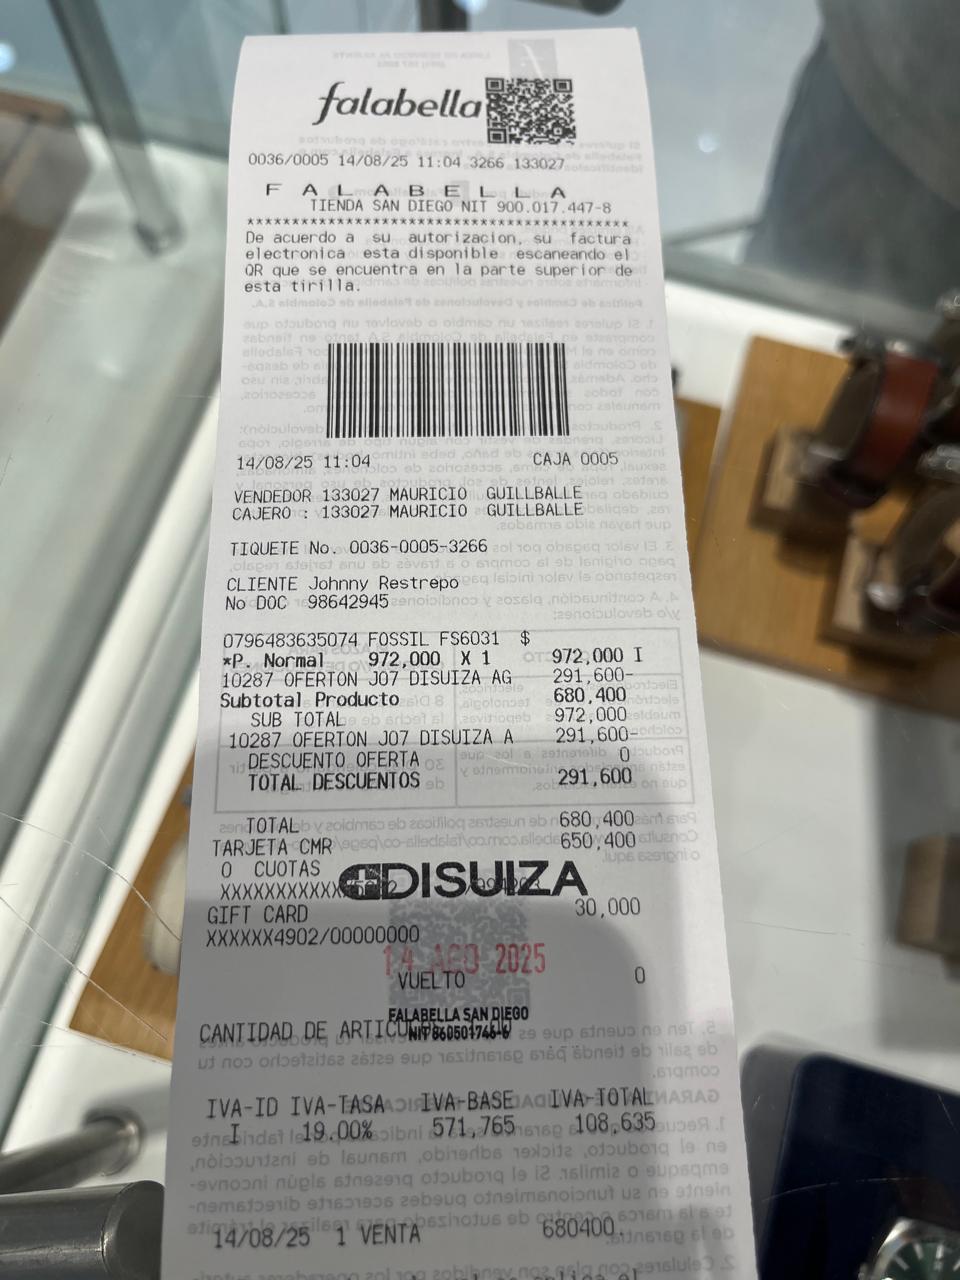 falabella
0036/0005 14/08/25 11:04 3266 133027
F A L A B E L L A
TIENDA SAN DIEGO NIT 900.017.447-8
****************************************
De acuerdo a su autorizacion, su factura
electronica esta disponible escaneando el
QR que se encuentra en la parte superior de
esta tirilla.
14/08/25 11:04 CAJA 0005
VENDEDOR 133027 MAURICIO GUILLBALLE
CAJERO : 133027 MAURICIO GUILLBALLE
TIQUETE No. 0036-0005-3266
CLIENTE Johnny Restrepo
No DOC 98642945
0796483635074 FOSSIL FS6031 $
*P. Normal 972,000 X 1 972,000 I
10287 OFERTON J07 DISUIZA AG 291,600-
Subtotal Producto 680,400
SUB TOTAL 972,000
10287 OFERTON J07 DISUIZA A 291,600-
DESCUENTO OFERTA 0
TOTAL DESCUENTOS 291,600
TOTAL 680,400
TARJETA CMR 650,400
0 CUOTAS
DISUIZA
GIFT CARD 30,000
XXXXXX4902/00000000
14 AGO 2025
VUELTO 0
FALABELLA SAN DIEGO
NIT 860501746-6
CANTIDAD DE
IVA-ID IVA-TASA IVA-BASE IVA-TOTAL
I 19.00% 571,765 108,635
14/08/25 1 VENTA 680400.